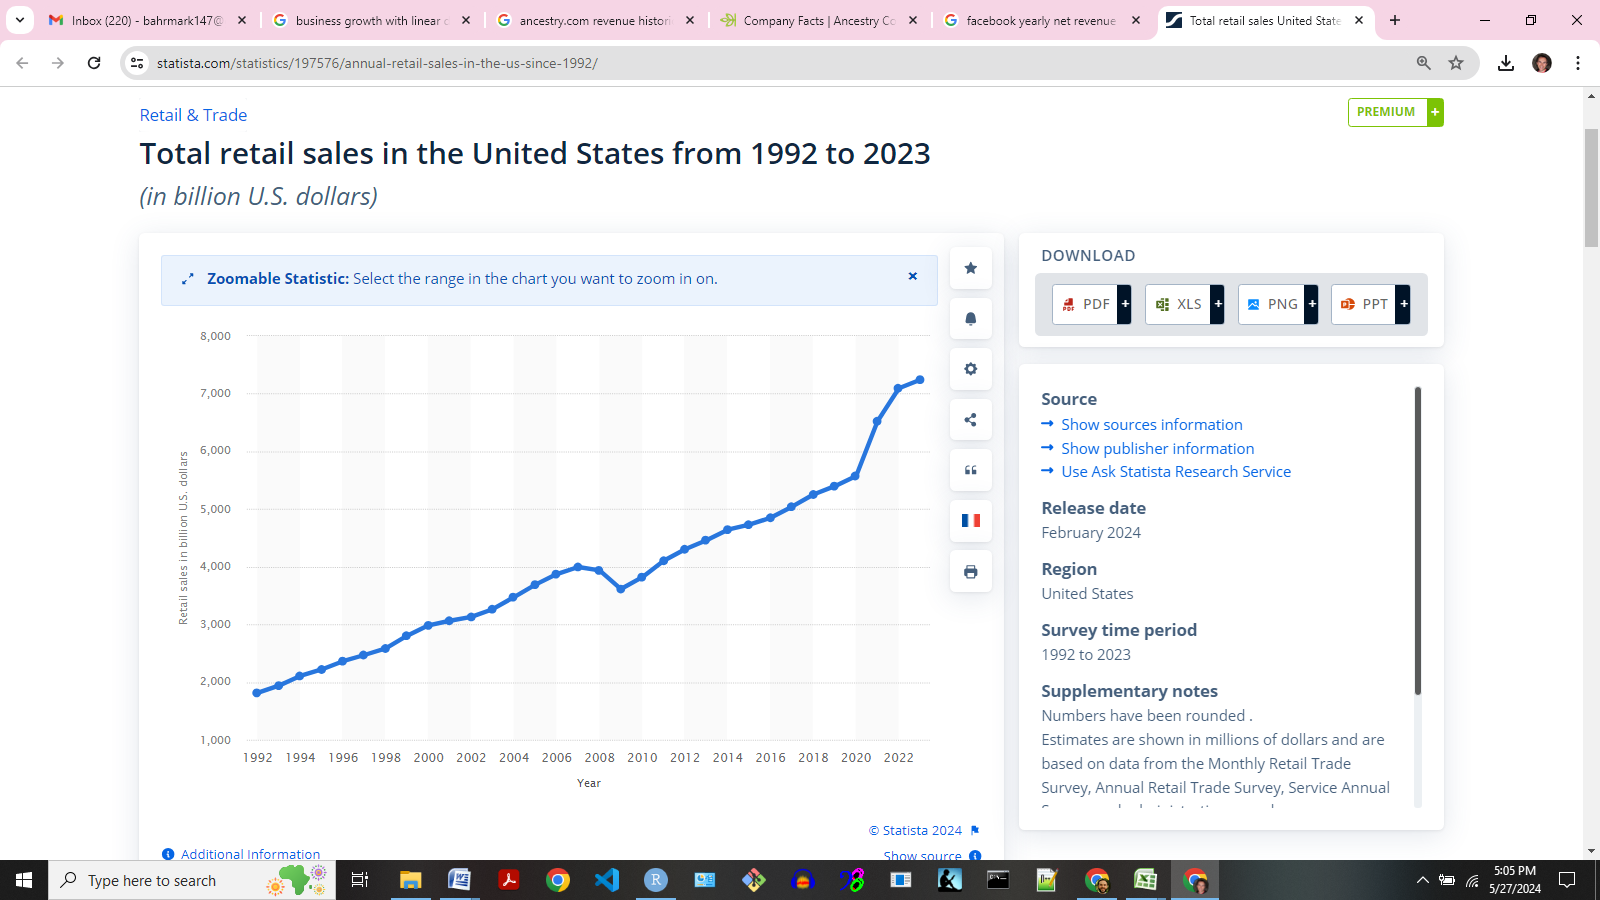 Inbox (220) - bahrmark147@
business growth with linear
ancestry.com revenue histori
Company Facts | Ancestry Co
facebook yearly net revenue
Total retail sales United State
statista.com/statistics/197576/annual-retail-sales-in-the-us-since-1992/
Retail & Trade
PREMIUM +
Total retail sales in the United States from 1992 to 2023
(in billion U.S. dollars)
Zoomable Statistic: Select the range in the chart you want to zoom in on.
8,000
7,000
6,000
5,000
4,000
3,000
2,000
1,000
Retail sales in billion U.S. dollars
1992 1994 1996 1998 2000 2002 2004 2006 2008 2010 2012 2014 2016 2018 2020 2022
Year
© Statista 2024
Additional Information
Show source
DOWNLOAD
PDF + XLS + PNG + PPT +
Source
Show sources information
Show publisher information
Use Ask Statista Research Service
Release date
February 2024
Region
United States
Survey time period
1992 to 2023
Supplementary notes
Numbers have been rounded .
Estimates are shown in millions of dollars and are
based on data from the Monthly Retail Trade
Survey, Annual Retail Trade Survey, Service Annual
Type here to search
5:05 PM
5/27/2024